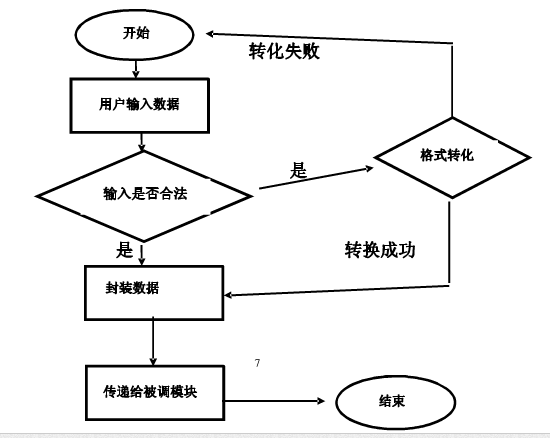 开始
转化失败
用户输入数据
格式转化
输入是否合法
是
是
转换成功
封装数据
7
传递给被调模块
结束